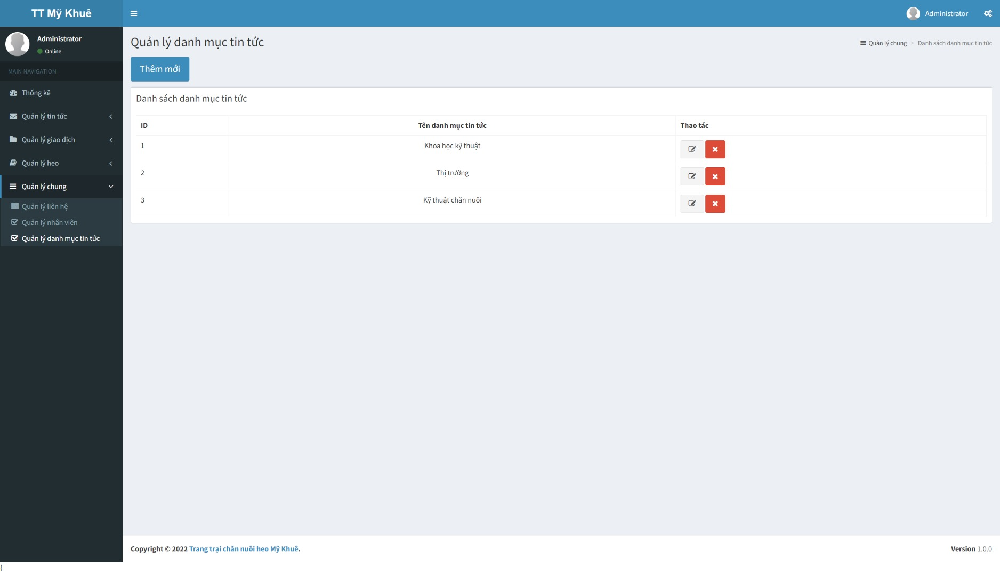 TT Mỹ Khuê
Administrator
Administrator
Online
MAIN NAVIGATION
Thống kê
Quản lý tin tức
Quản lý giao dịch
Quản lý heo
Quản lý chung
Quản lý liên hệ
Quản lý nhân viên
Quản lý danh mục tin tức
Quản lý danh mục tin tức
Quản lý chung > Danh sách danh mục tin tức
Thêm mới
Danh sách danh mục tin tức
ID Tên danh mục tin tức Thao tác
1 Khoa học kỹ thuật
2 Thị trường
3 Kỹ thuật chăn nuôi
Copyright © 2022 Trang trại chăn nuôi heo Mỹ Khuê.
Version 1.0.0
{